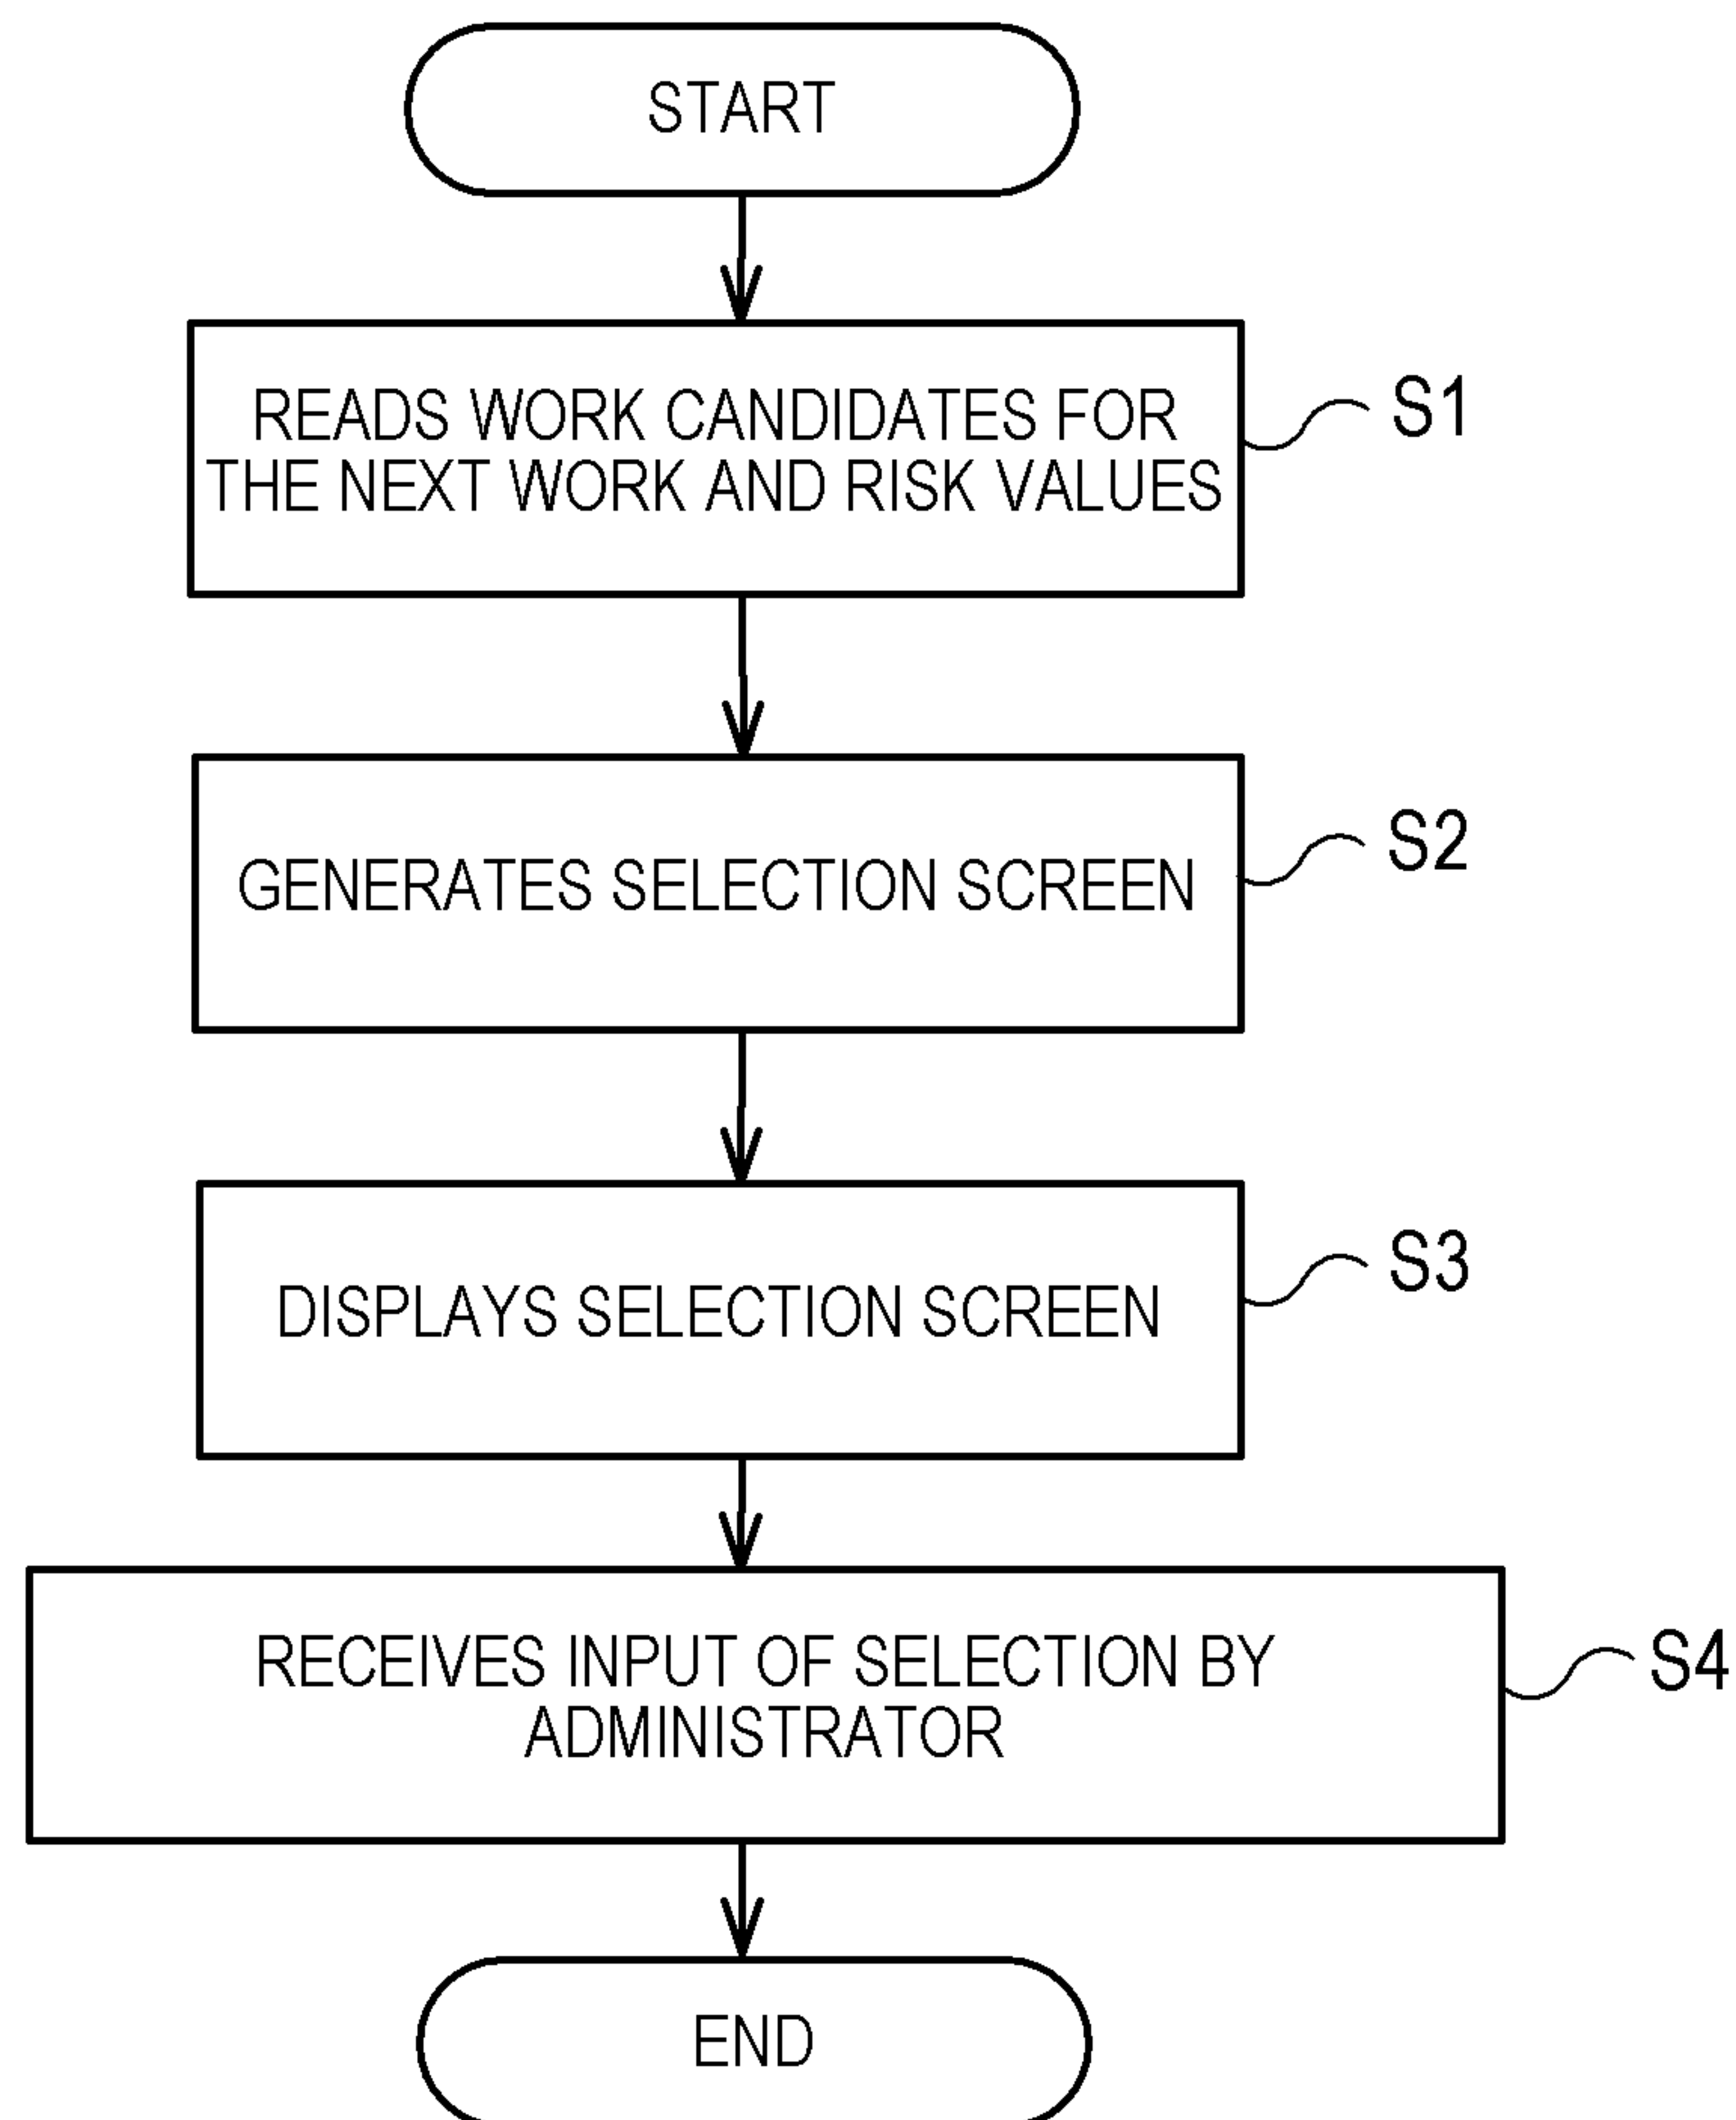 START
READS WORK CANDIDATES FOR
THE NEXT WORK AND RISK VALUES
S1
GENERATES SELECTION SCREEN
S2
DISPLAYS SELECTION SCREEN
S3
RECEIVES INPUT OF SELECTION BY
ADMINISTRATOR
S4
END